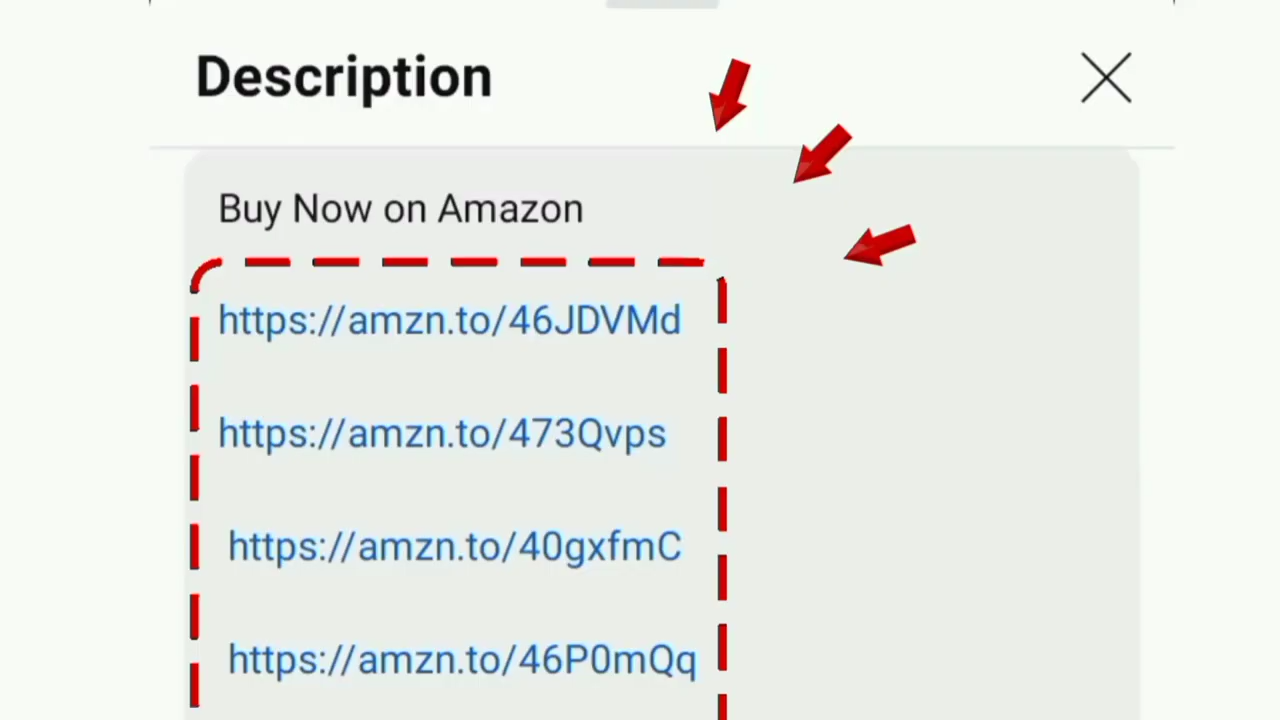 Description
Buy Now on Amazon
https://amzn.to/46JDVMd
https://amzn.to/473Qvps
https://amzn.to/40gxfmC
https://amzn.to/46P0mQq